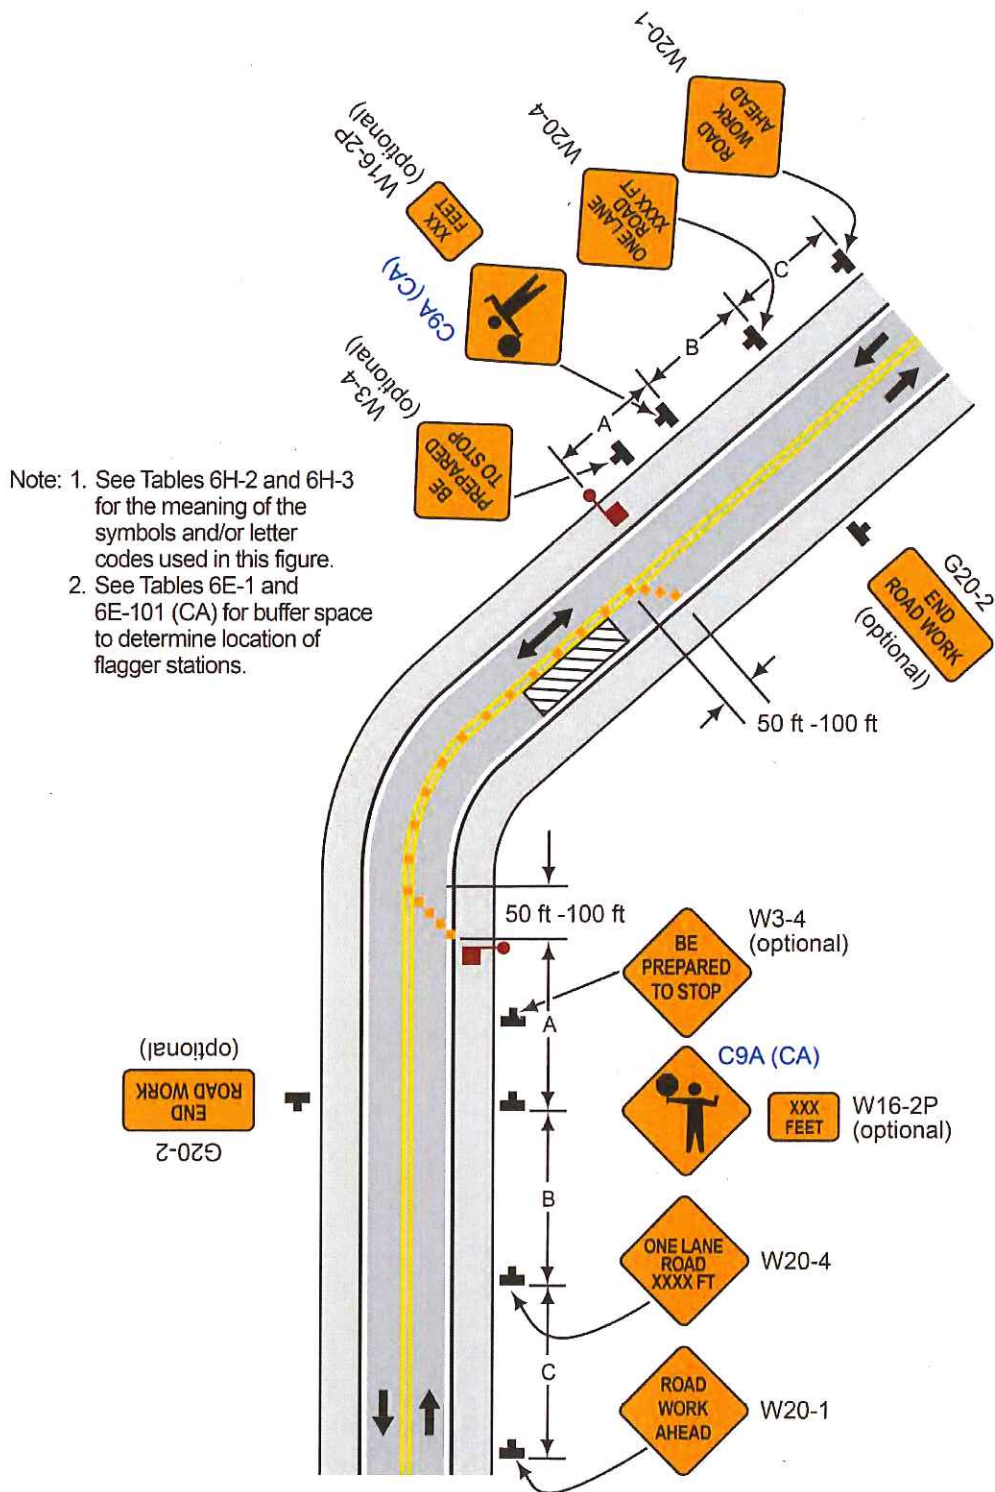 W20-1
ROAD
WORK
AHEAD
W20-4
ONE LANE
ROAD
XXXX FT
W16-2P
(optional)
XXX
FEET
C9A (CA)
W3-4
(optional)
BE
PREPARED
TO STOP
C
B
A
Note: 1. See Tables 6H-2 and 6H-3
for the meaning of the
symbols and/or letter
codes used in this figure.
2. See Tables 6E-1 and
6E-101 (CA) for buffer space
to determine location of
flagger stations.
G20-2
END
ROAD WORK
(optional)
50 ft -100 ft
50 ft -100 ft
W3-4
(optional)
BE
PREPARED
TO STOP
A
C9A (CA)
XXX
FEET
W16-2P
(optional)
G20-2
END
ROAD WORK
(optional)
B
ONE LANE
ROAD
XXXX FT
W20-4
C
ROAD
WORK
AHEAD
W20-1